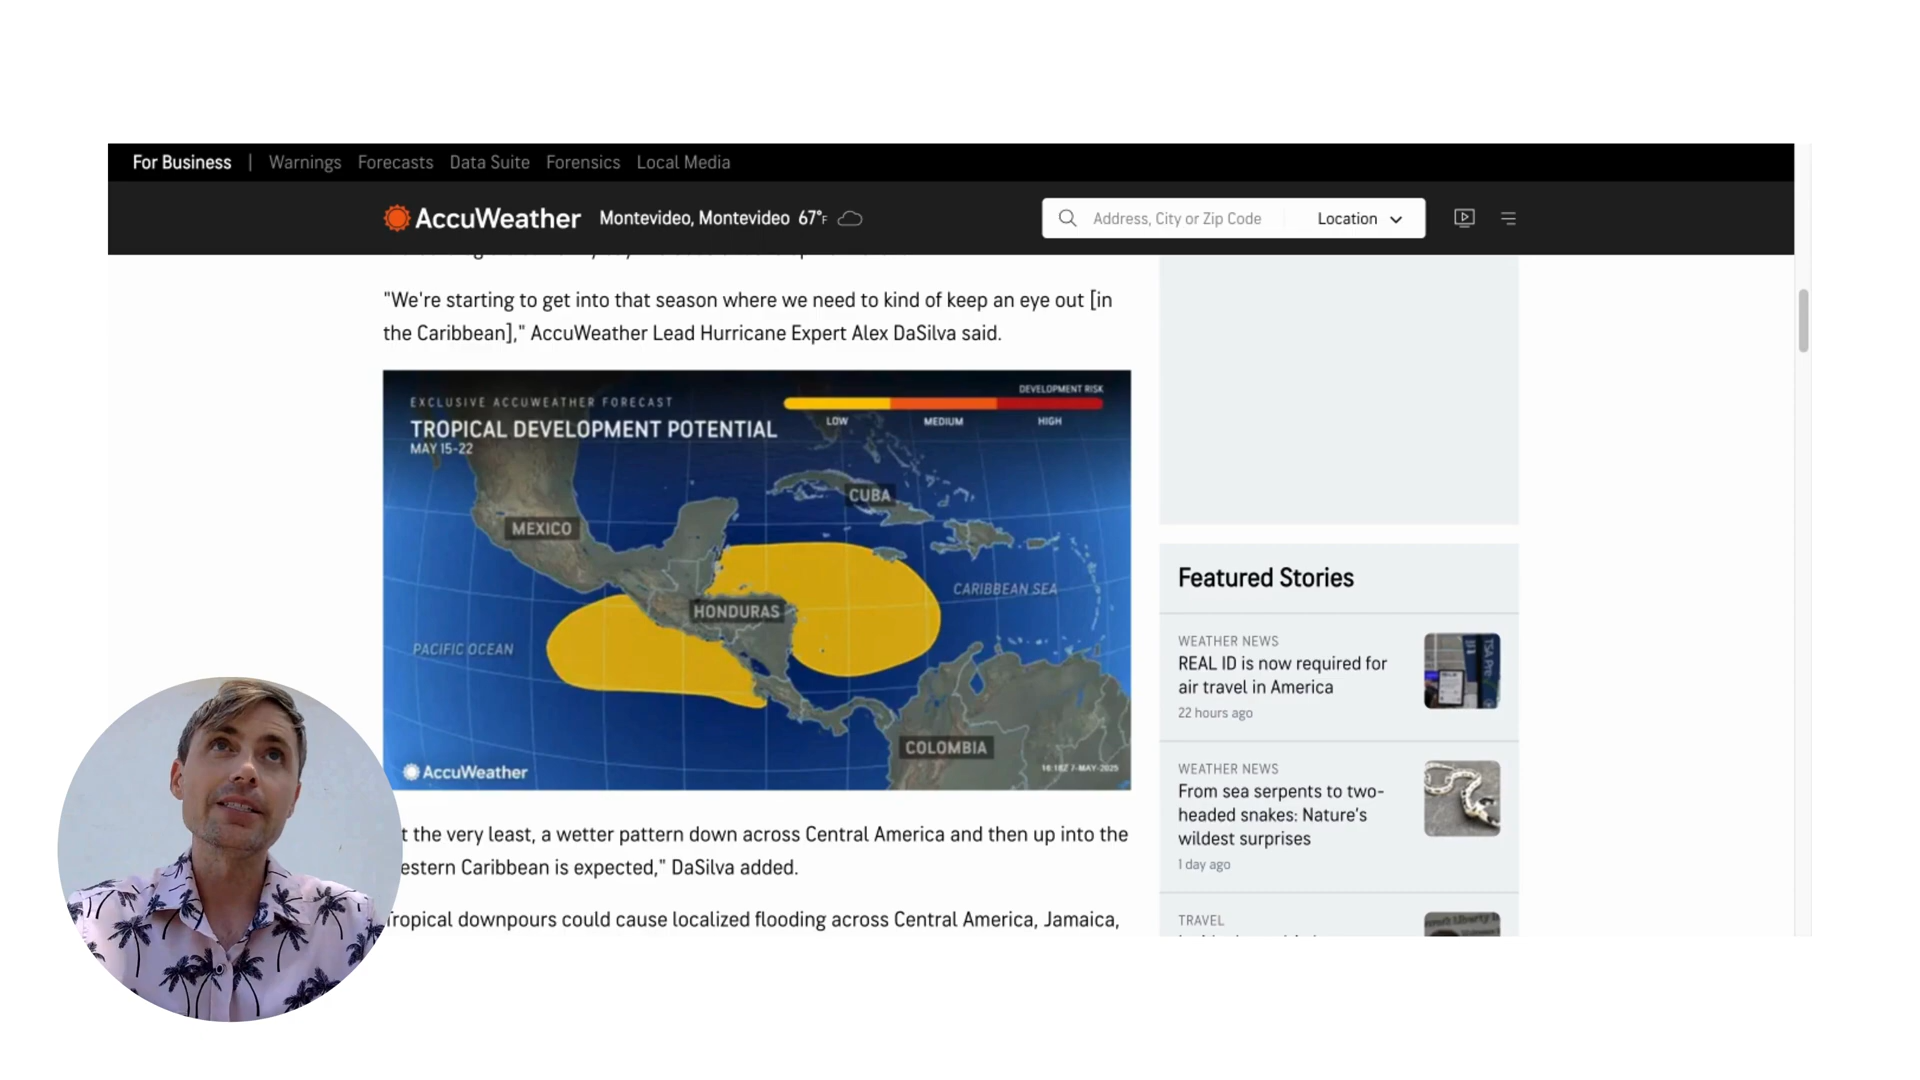 For Business | Warnings Forecasts Data Suite Forensics Local Media
AccuWeather Montevideo, Montevideo 67°F
Address, City or Zip Code Location
"We're starting to get into that season where we need to kind of keep an eye out [in
the Caribbean]," AccuWeather Lead Hurricane Expert Alex DaSilva said.
EXCLUSIVE ACCUWEATHER FORECAST
TROPICAL DEVELOPMENT POTENTIAL
MAY 15-22
DEVELOPMENT RISK
LOW MEDIUM HIGH
CUBA
MEXICO
CARIBBEAN SEA
HONDURAS
PACIFIC OCEAN
COLOMBIA
AccuWeather
16:18Z 7-MAY-2025
t the very least, a wetter pattern down across Central America and then up into the
estern Caribbean is expected," DaSilva added.
Tropical downpours could cause localized flooding across Central America, Jamaica,
Featured Stories
WEATHER NEWS
REAL ID is now required for
air travel in America
22 hours ago
WEATHER NEWS
From sea serpents to two-
headed snakes: Nature's
wildest surprises
1 day ago
TRAVEL